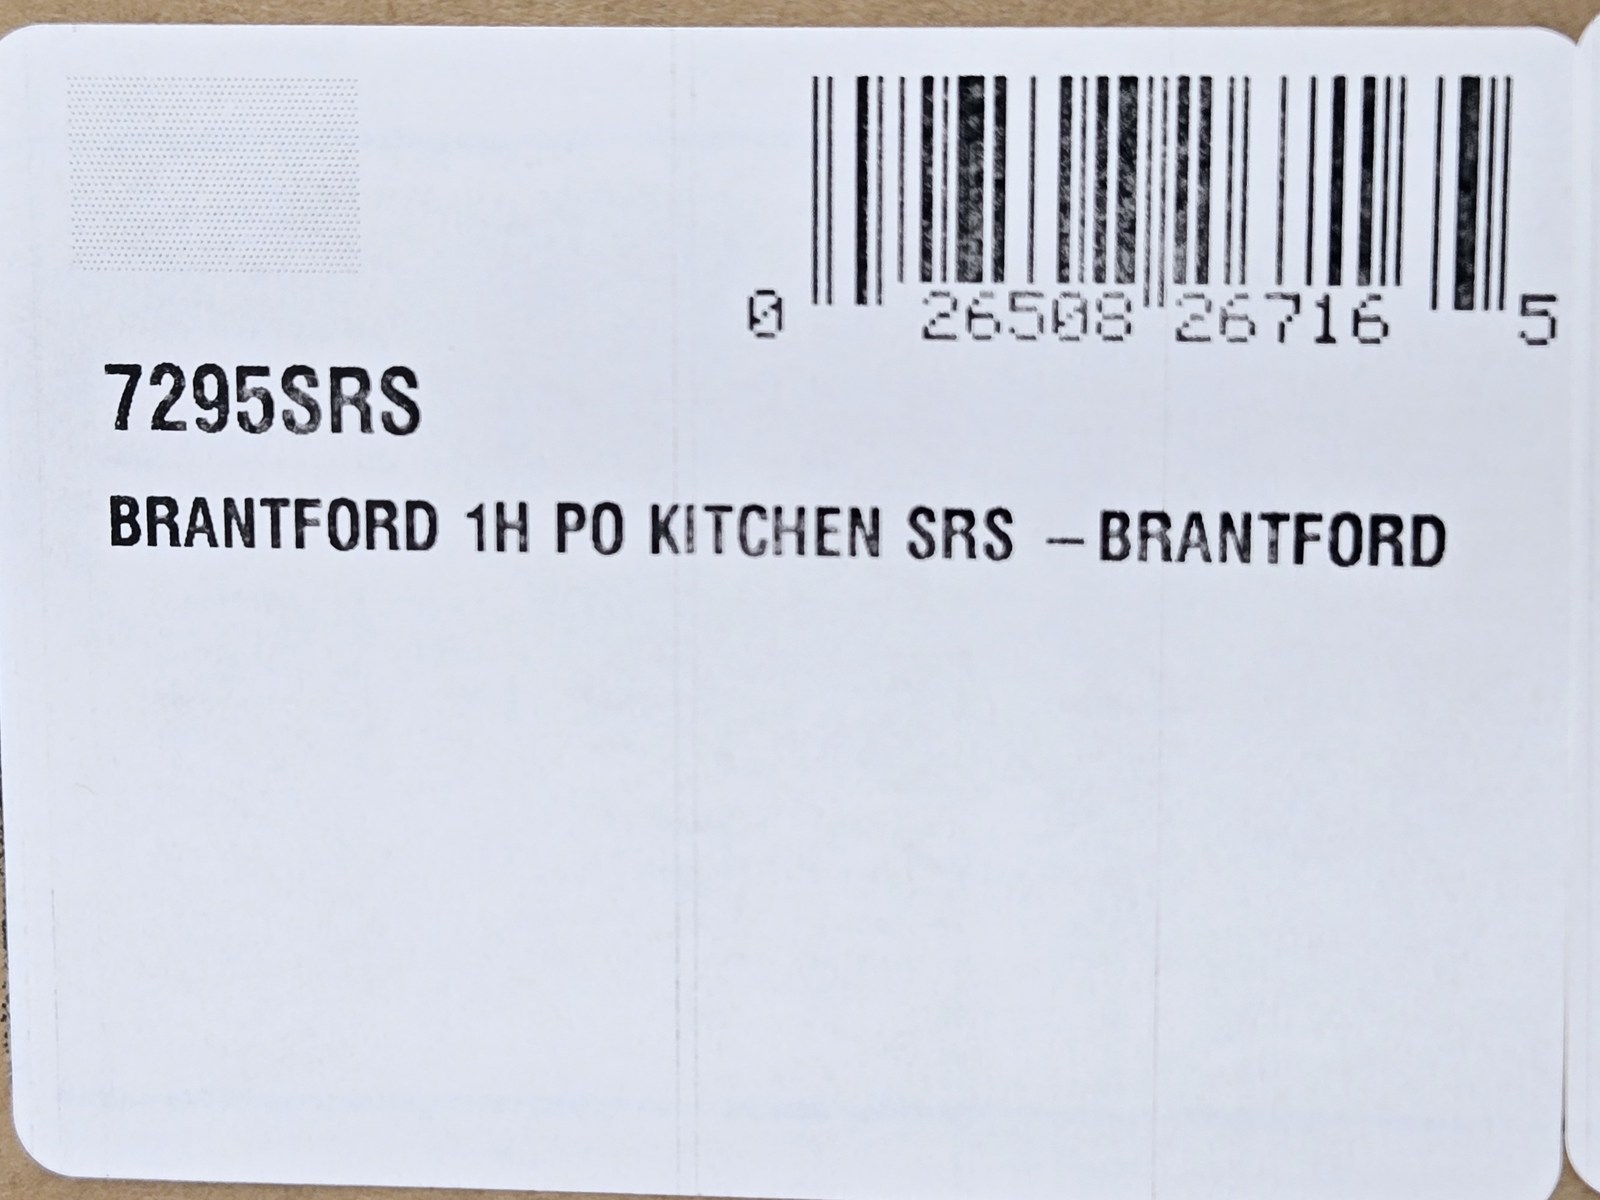 0 26508 26716 5
7295SRS
BRANTFORD 1H PO KITCHEN SRS –BRANTFORD